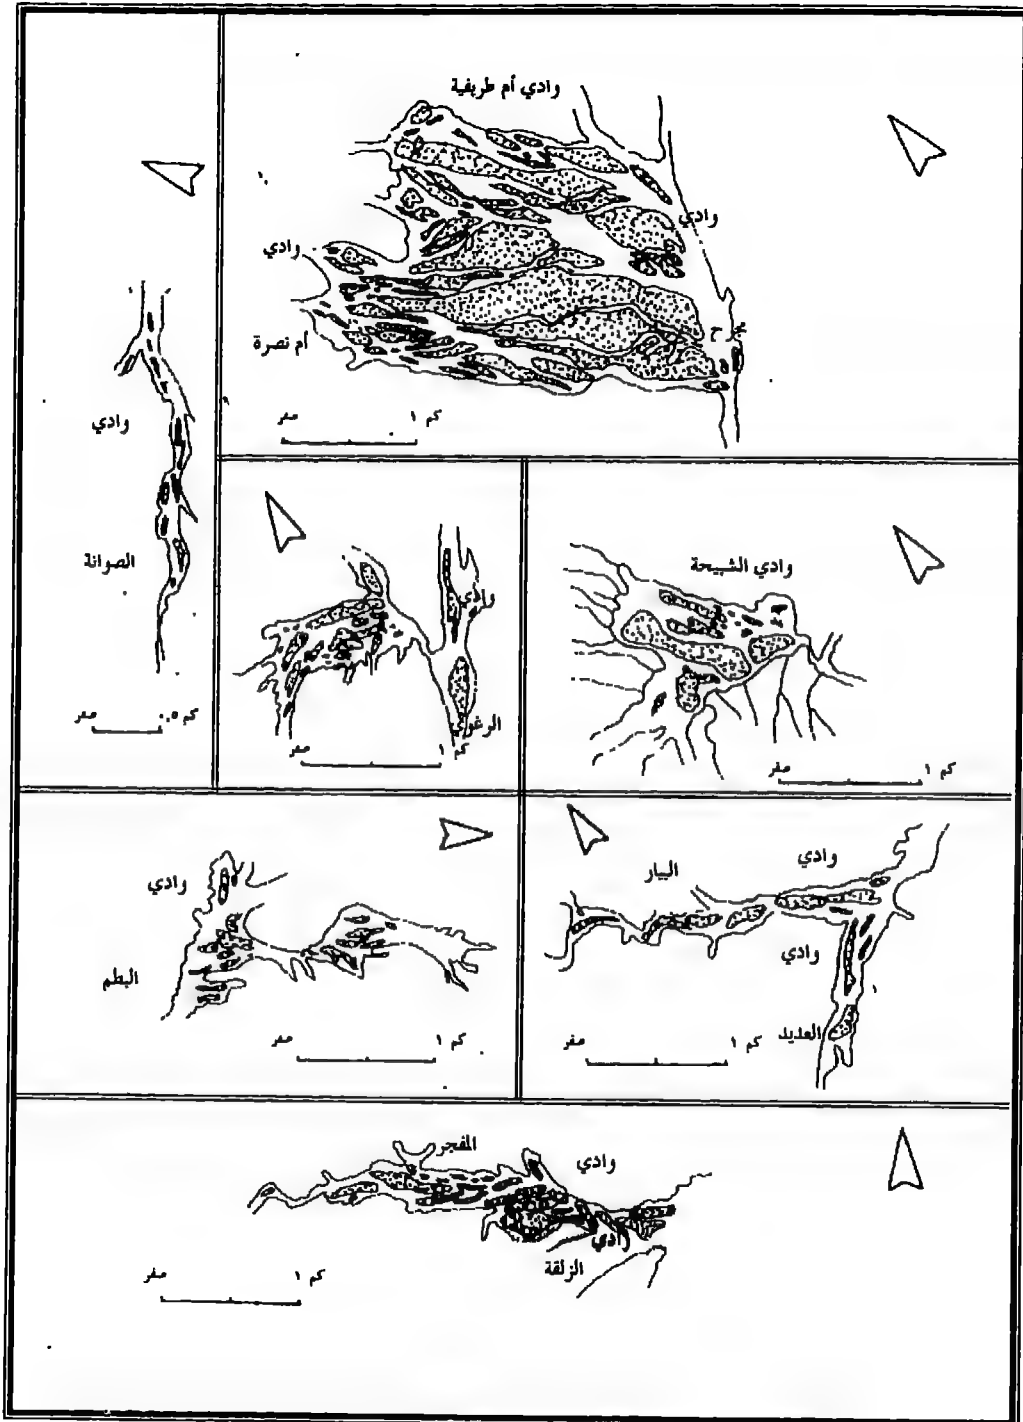 وادي أم طريفية
وادي
وادي
مجرح
أم نصرة
صفر
كم ١
وادي
الصوانة
صفر
كم ٠,٥
وادي
الرغوي
صفر
كم ١
وادي الشبيحة
صفر
كم ١
وادي
البطم
صفر
كم ١
وادي
البيار
وادي
العديد
صفر
كم ١
المفجر
وادي
وادي
الزلقة
صفر
كم ١